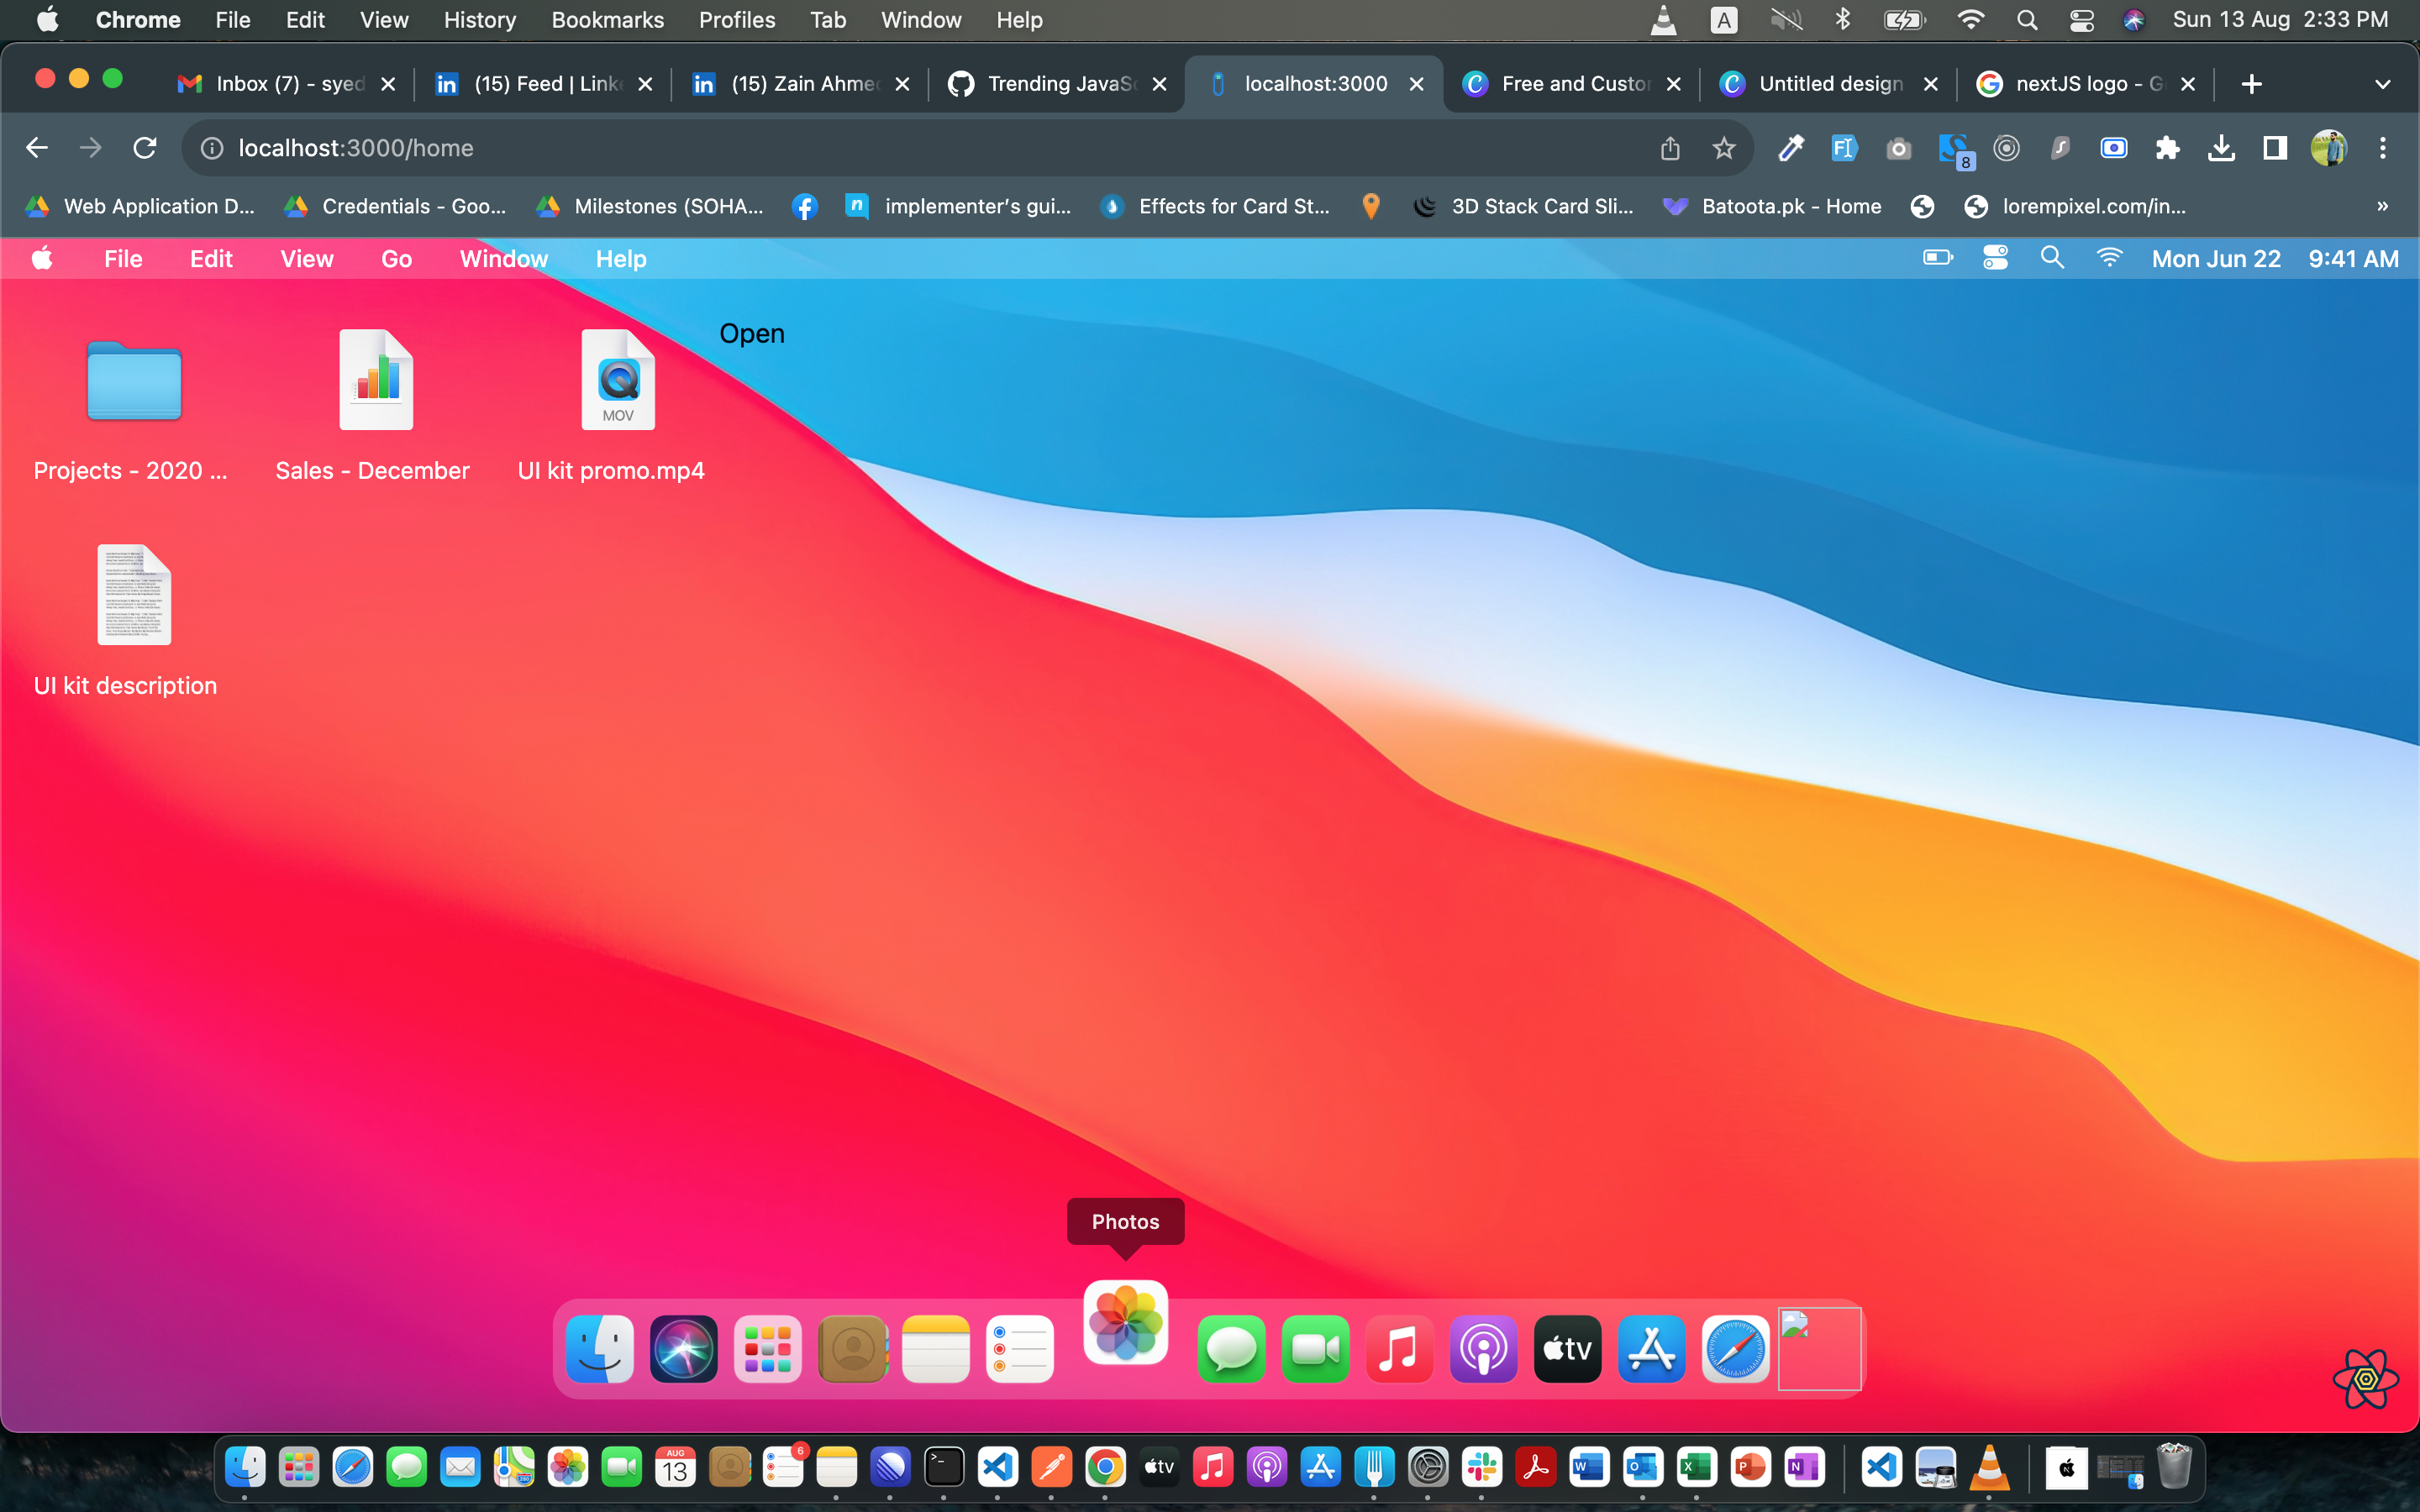 Chrome File Edit View History Bookmarks Profiles Tab Window Help A Sun 13 Aug 2:33 PM
Inbox (7) - syed (15) Feed | Linke (15) Zain Ahmed Trending JavaSc localhost:3000 Free and Custor Untitled design nextJS logo - G
localhost:3000/home 8
Web Application D... Credentials - Goo... Milestones (SOHA... implementer's gui... Effects for Card St... 3D Stack Card Sli... Batoota.pk - Home lorempixel.com/in... »
File Edit View Go Window Help Mon Jun 22 9:41 AM
Open
MOV
Projects - 2020 ... Sales - December UI kit promo.mp4
UI kit description
Photos
tv
AUG
13
6
tv